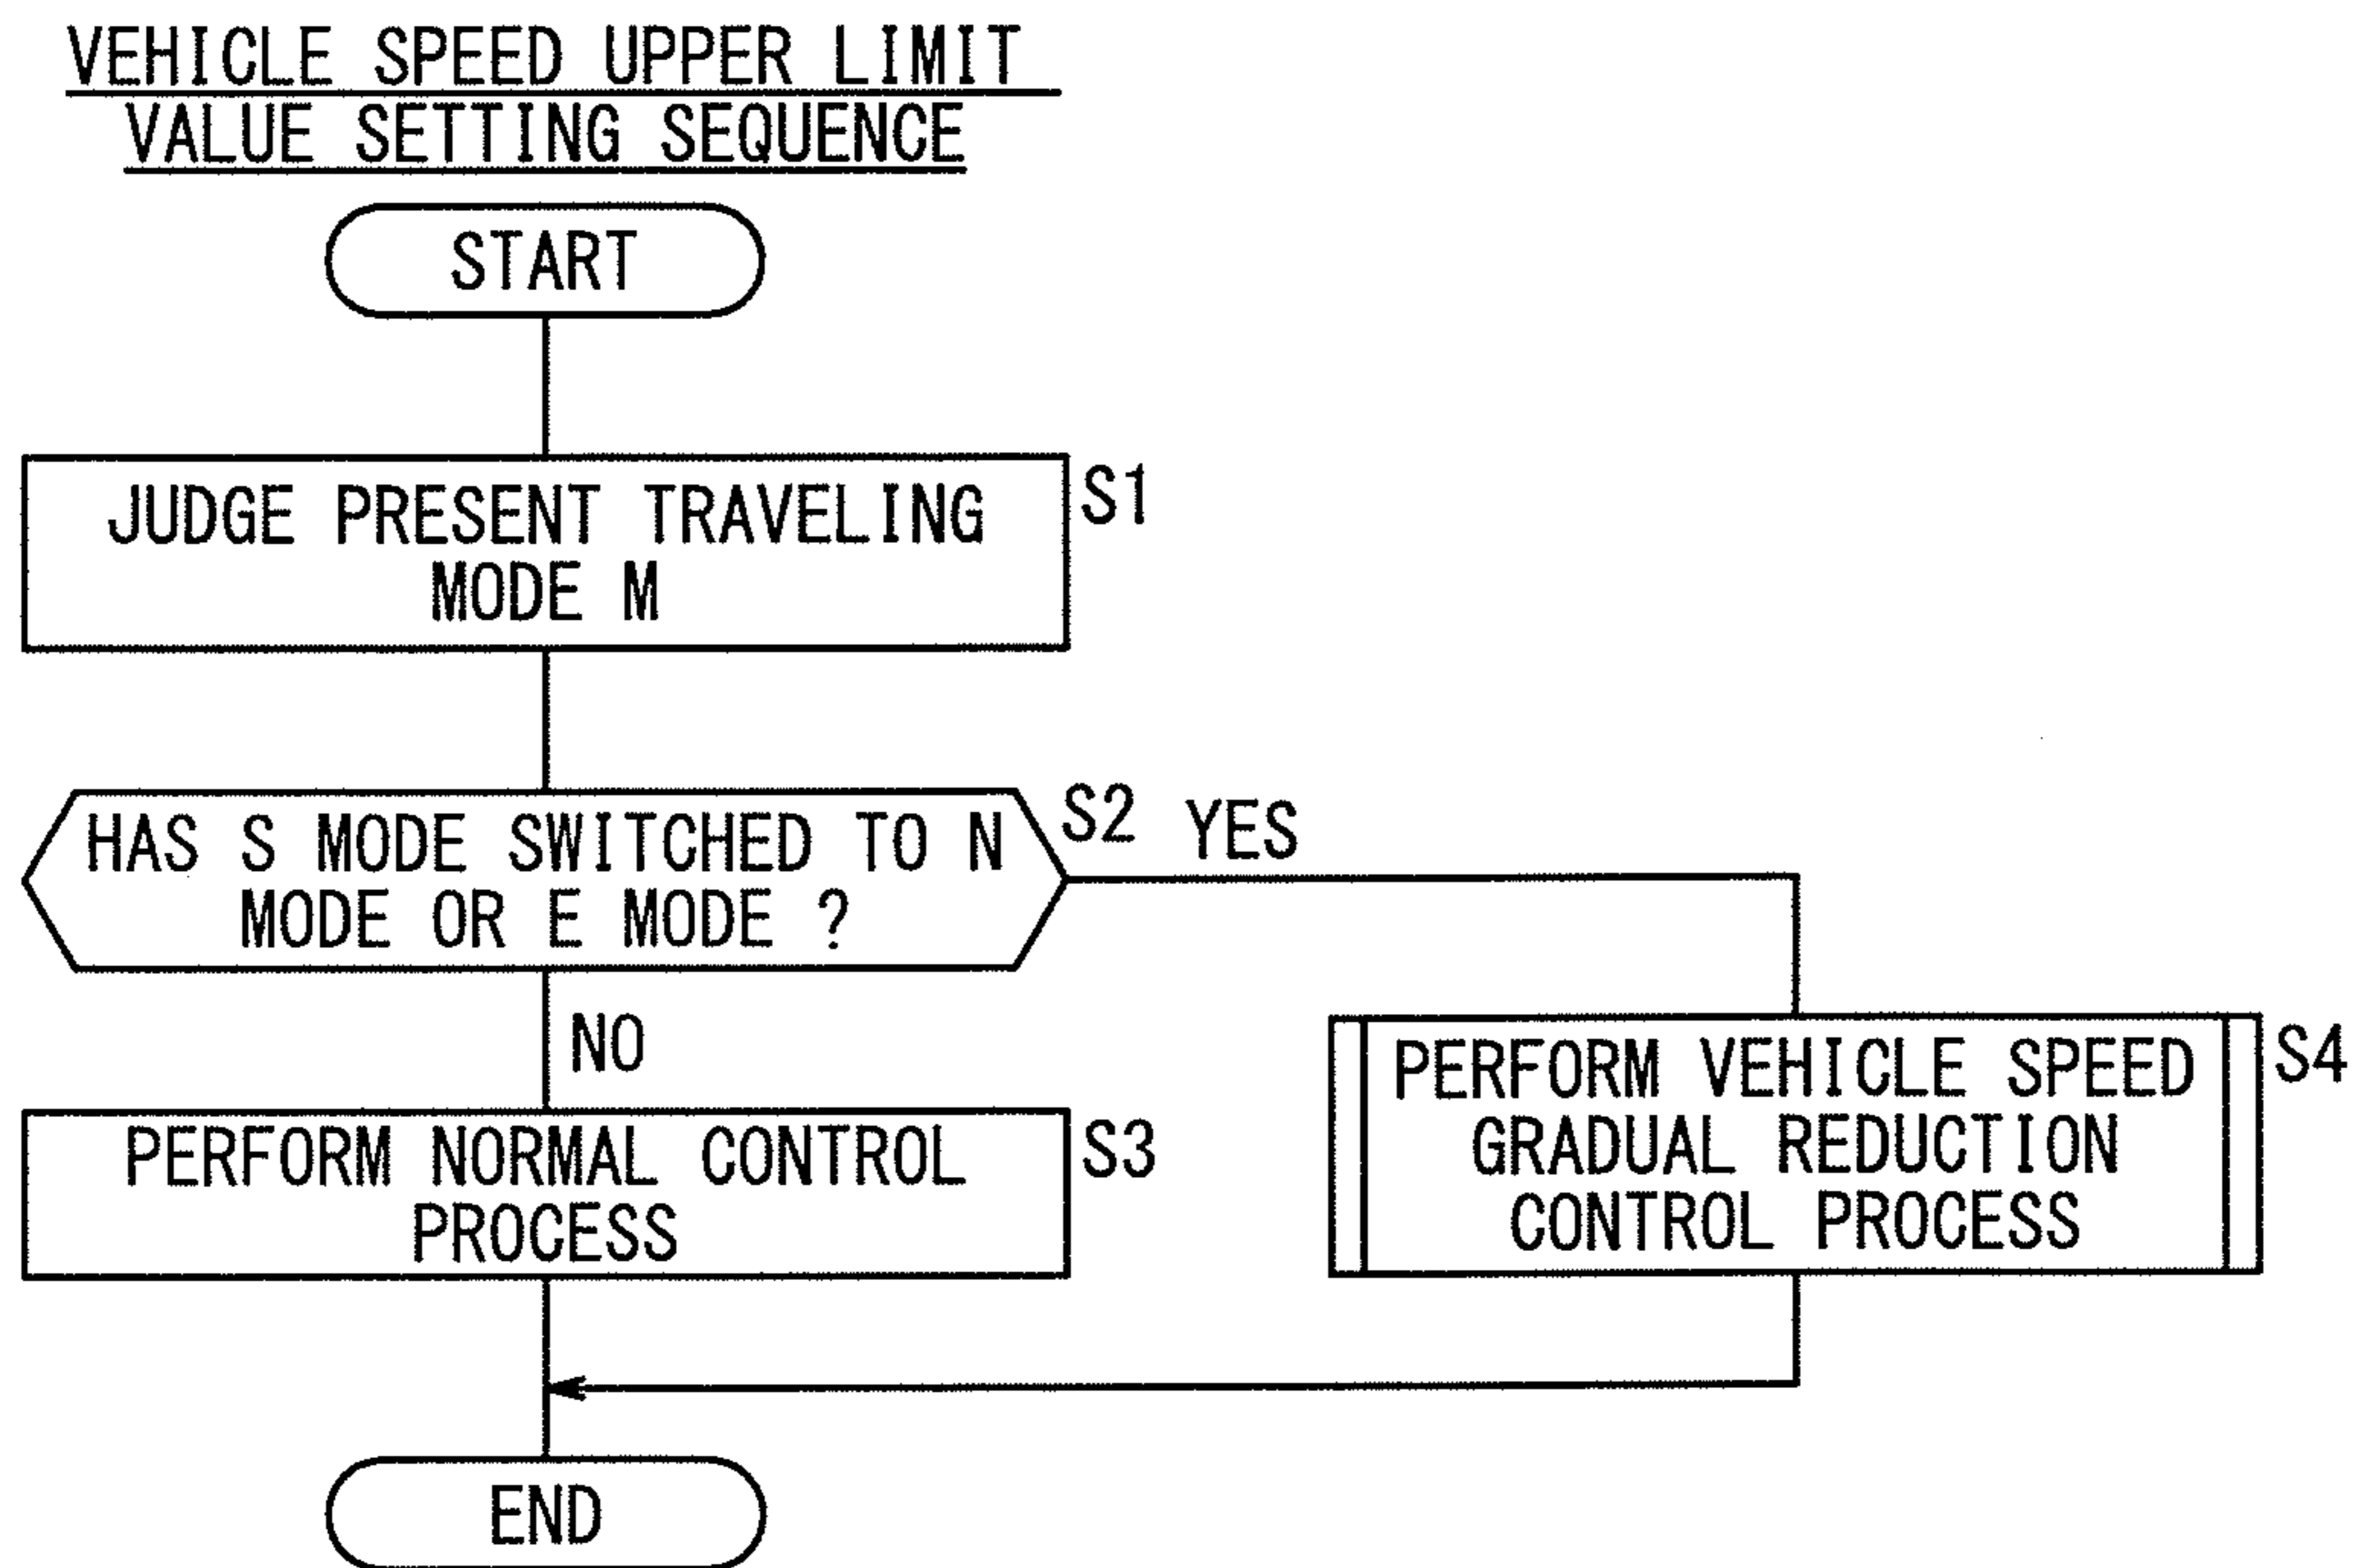 VEHICLE SPEED UPPER LIMIT
VALUE SETTING SEQUENCE
START
JUDGE PRESENT TRAVELING
MODE M
S1
HAS S MODE SWITCHED TO N
MODE OR E MODE ?
S2
YES
NO
PERFORM NORMAL CONTROL
PROCESS
S3
PERFORM VEHICLE SPEED
GRADUAL REDUCTION
CONTROL PROCESS
S4
END